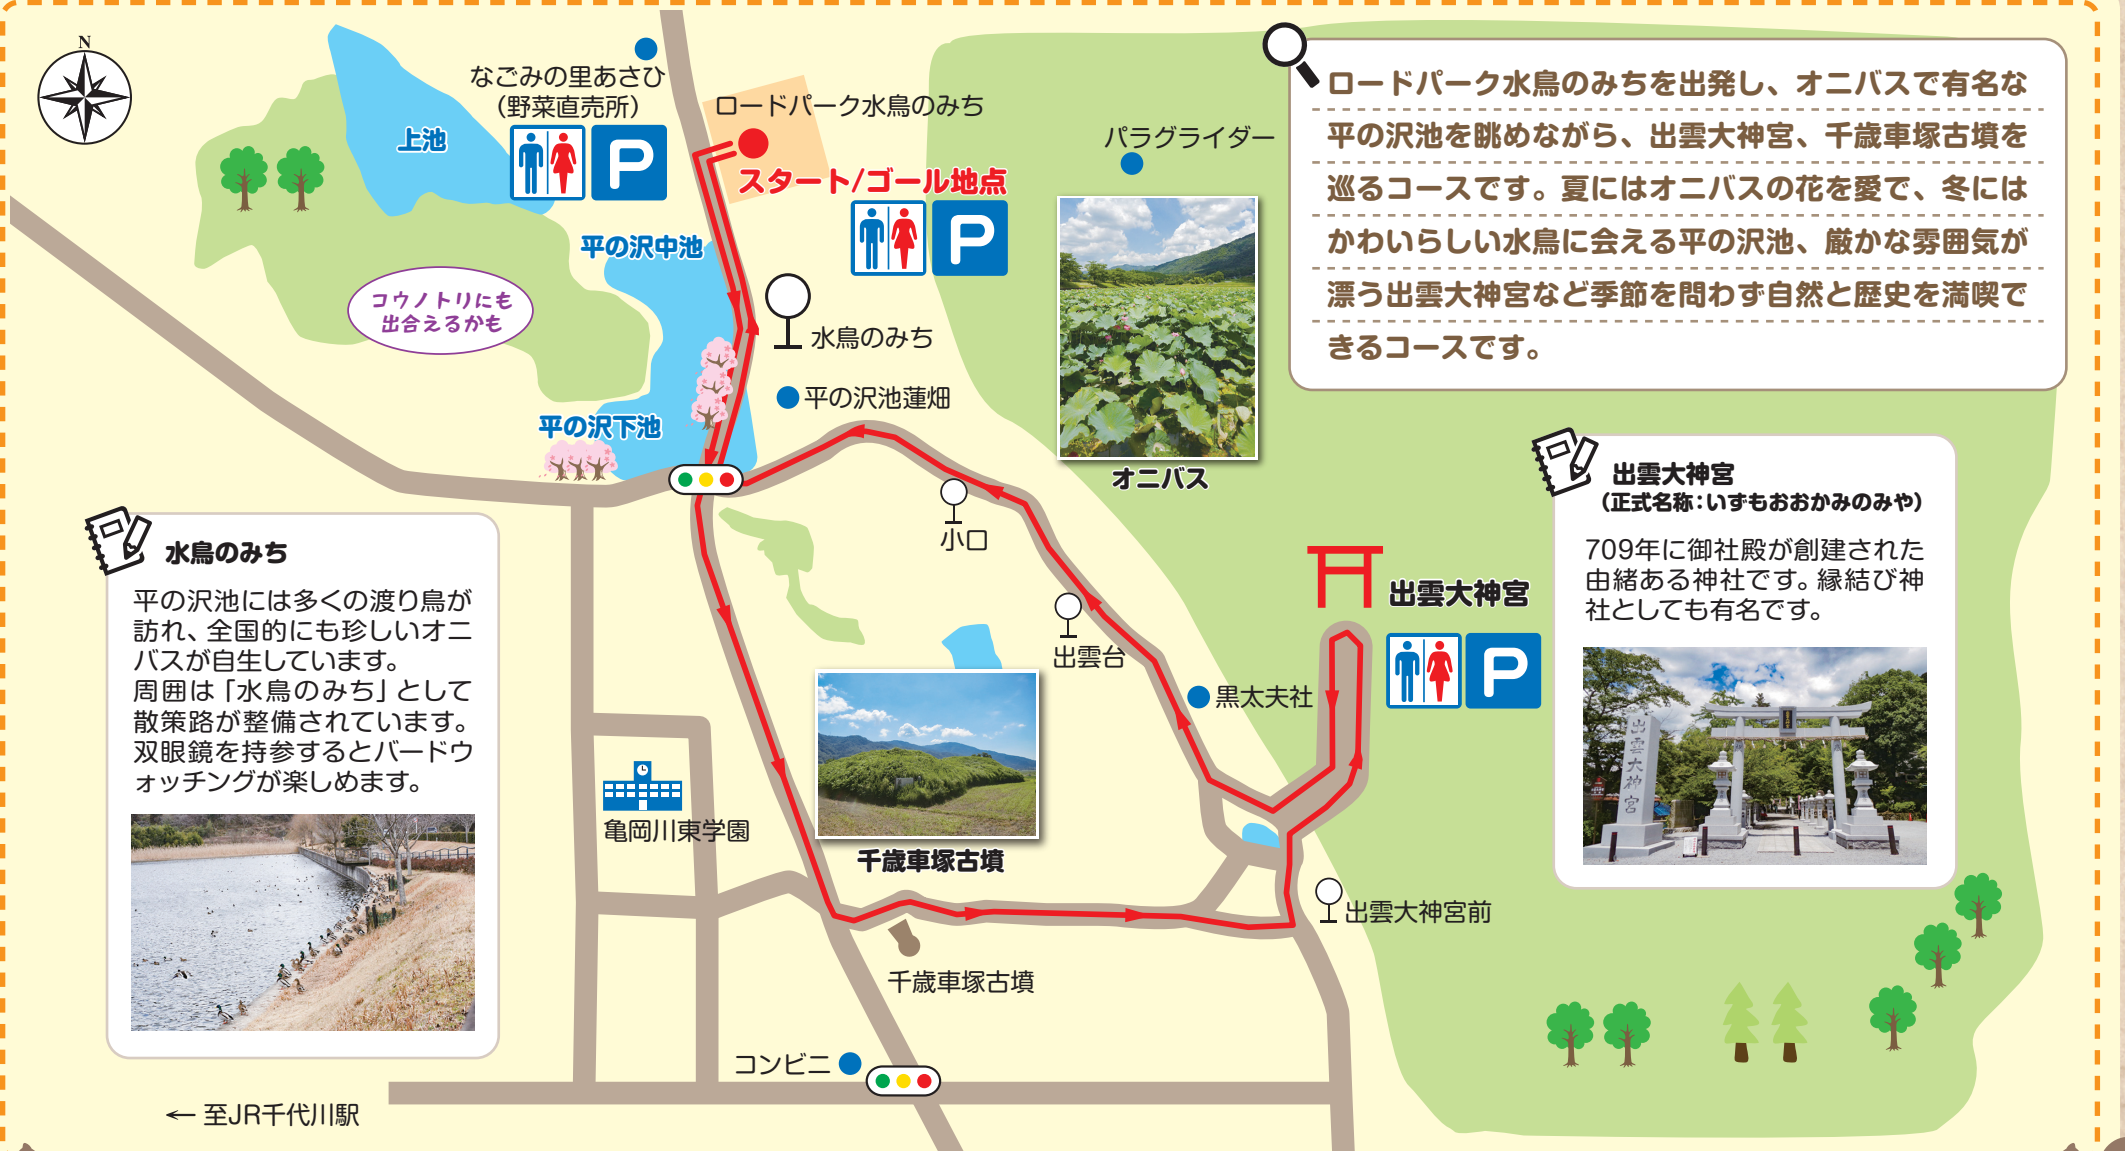 N
なごみの里あさひ
（野菜直売所）
P
上池
ロードパーク水鳥のみち
スタート/ゴール地点
P
パラグライダー
ロードパーク水鳥のみちを出発し、オニバスで有名な
平の沢池を眺めながら、出雲大神宮、千歳車塚古墳を
巡るコースです。夏にはオニバスの花を愛で、冬には
かわいらしい水鳥に会える平の沢池、厳かな雰囲気が
漂う出雲大神宮など季節を問わず自然と歴史を満喫で
きるコースです。
平の沢中池
コウノトリにも
出合えるかも
水鳥のみち
平の沢池蓮畑
平の沢下池
オニバス
小口
出雲台
黒太夫社
出雲大神宮
P
出雲大神宮
（正式名称：いずもおおかみのみや）
709年に御社殿が創建された
由緒ある神社です。縁結び神
社としても有名です。
出雲大神宮
水鳥のみち
平の沢池には多くの渡り鳥が
訪れ、全国的にも珍しいオニ
バスが自生しています。
周囲は「水鳥のみち」として
散策路が整備されています。
双眼鏡を持参するとバードウ
ォッチングが楽しめます。
亀岡川東学園
千歳車塚古墳
出雲大神宮前
千歳車塚古墳
コンビニ
←至JR千代川駅